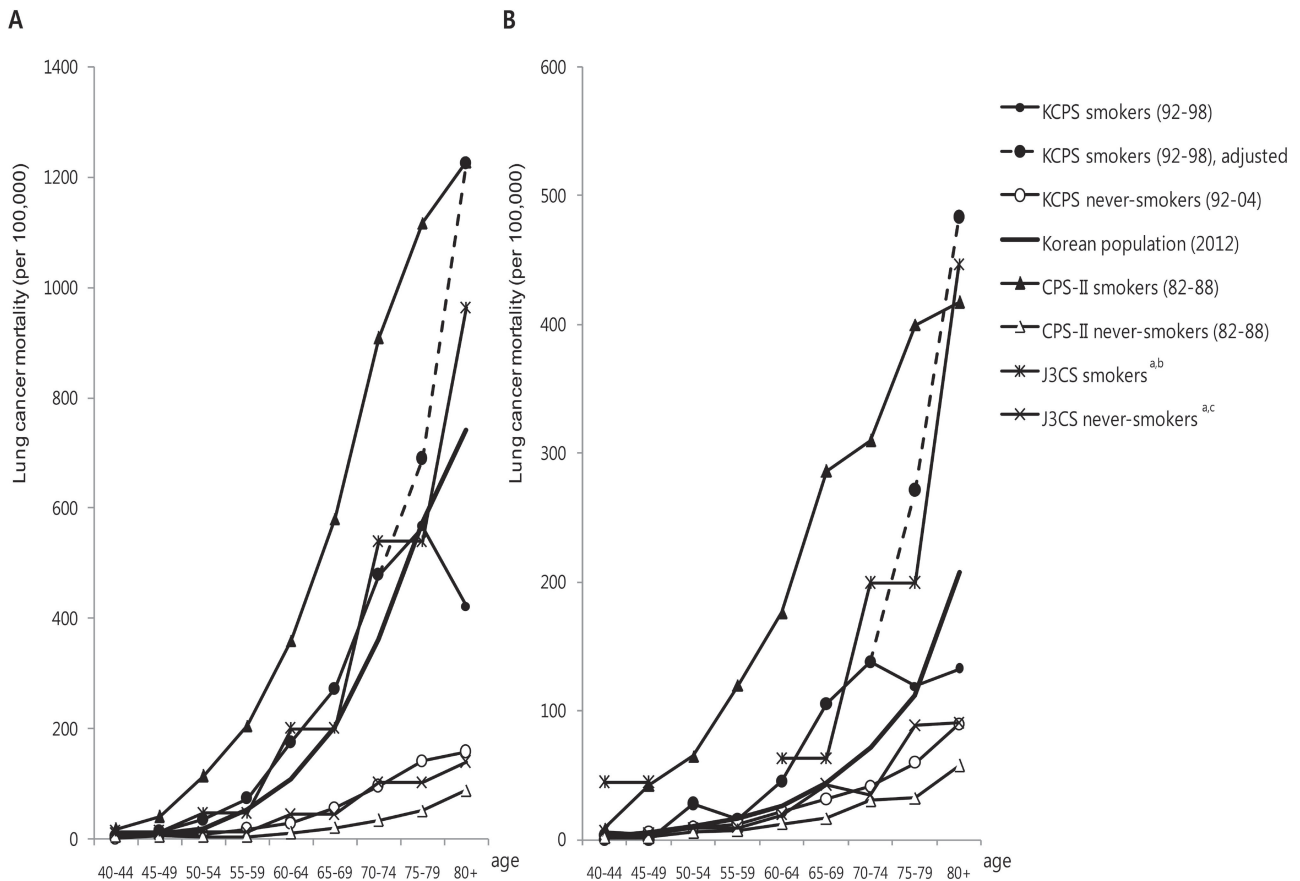 A
B
Lung cancer mortality (per 100,000)
1400
1200
1000
800
600
400
200
0
40-44 45-49 50-54 55-59 60-64 65-69 70-74 75-79 80+
age
Lung cancer mortality (per 100,000)
600
500
400
300
200
100
0
40-44 45-49 50-54 55-59 60-64 65-69 70-74 75-79 80+
age
KCPS smokers (92-98)
KCPS smokers (92-98), adjusted
KCPS never-smokers (92-04)
Korean population (2012)
CPS-II smokers (82-88)
CPS-II never-smokers (82-88)
J3CS smokers a,b
J3CS never-smokers a,c